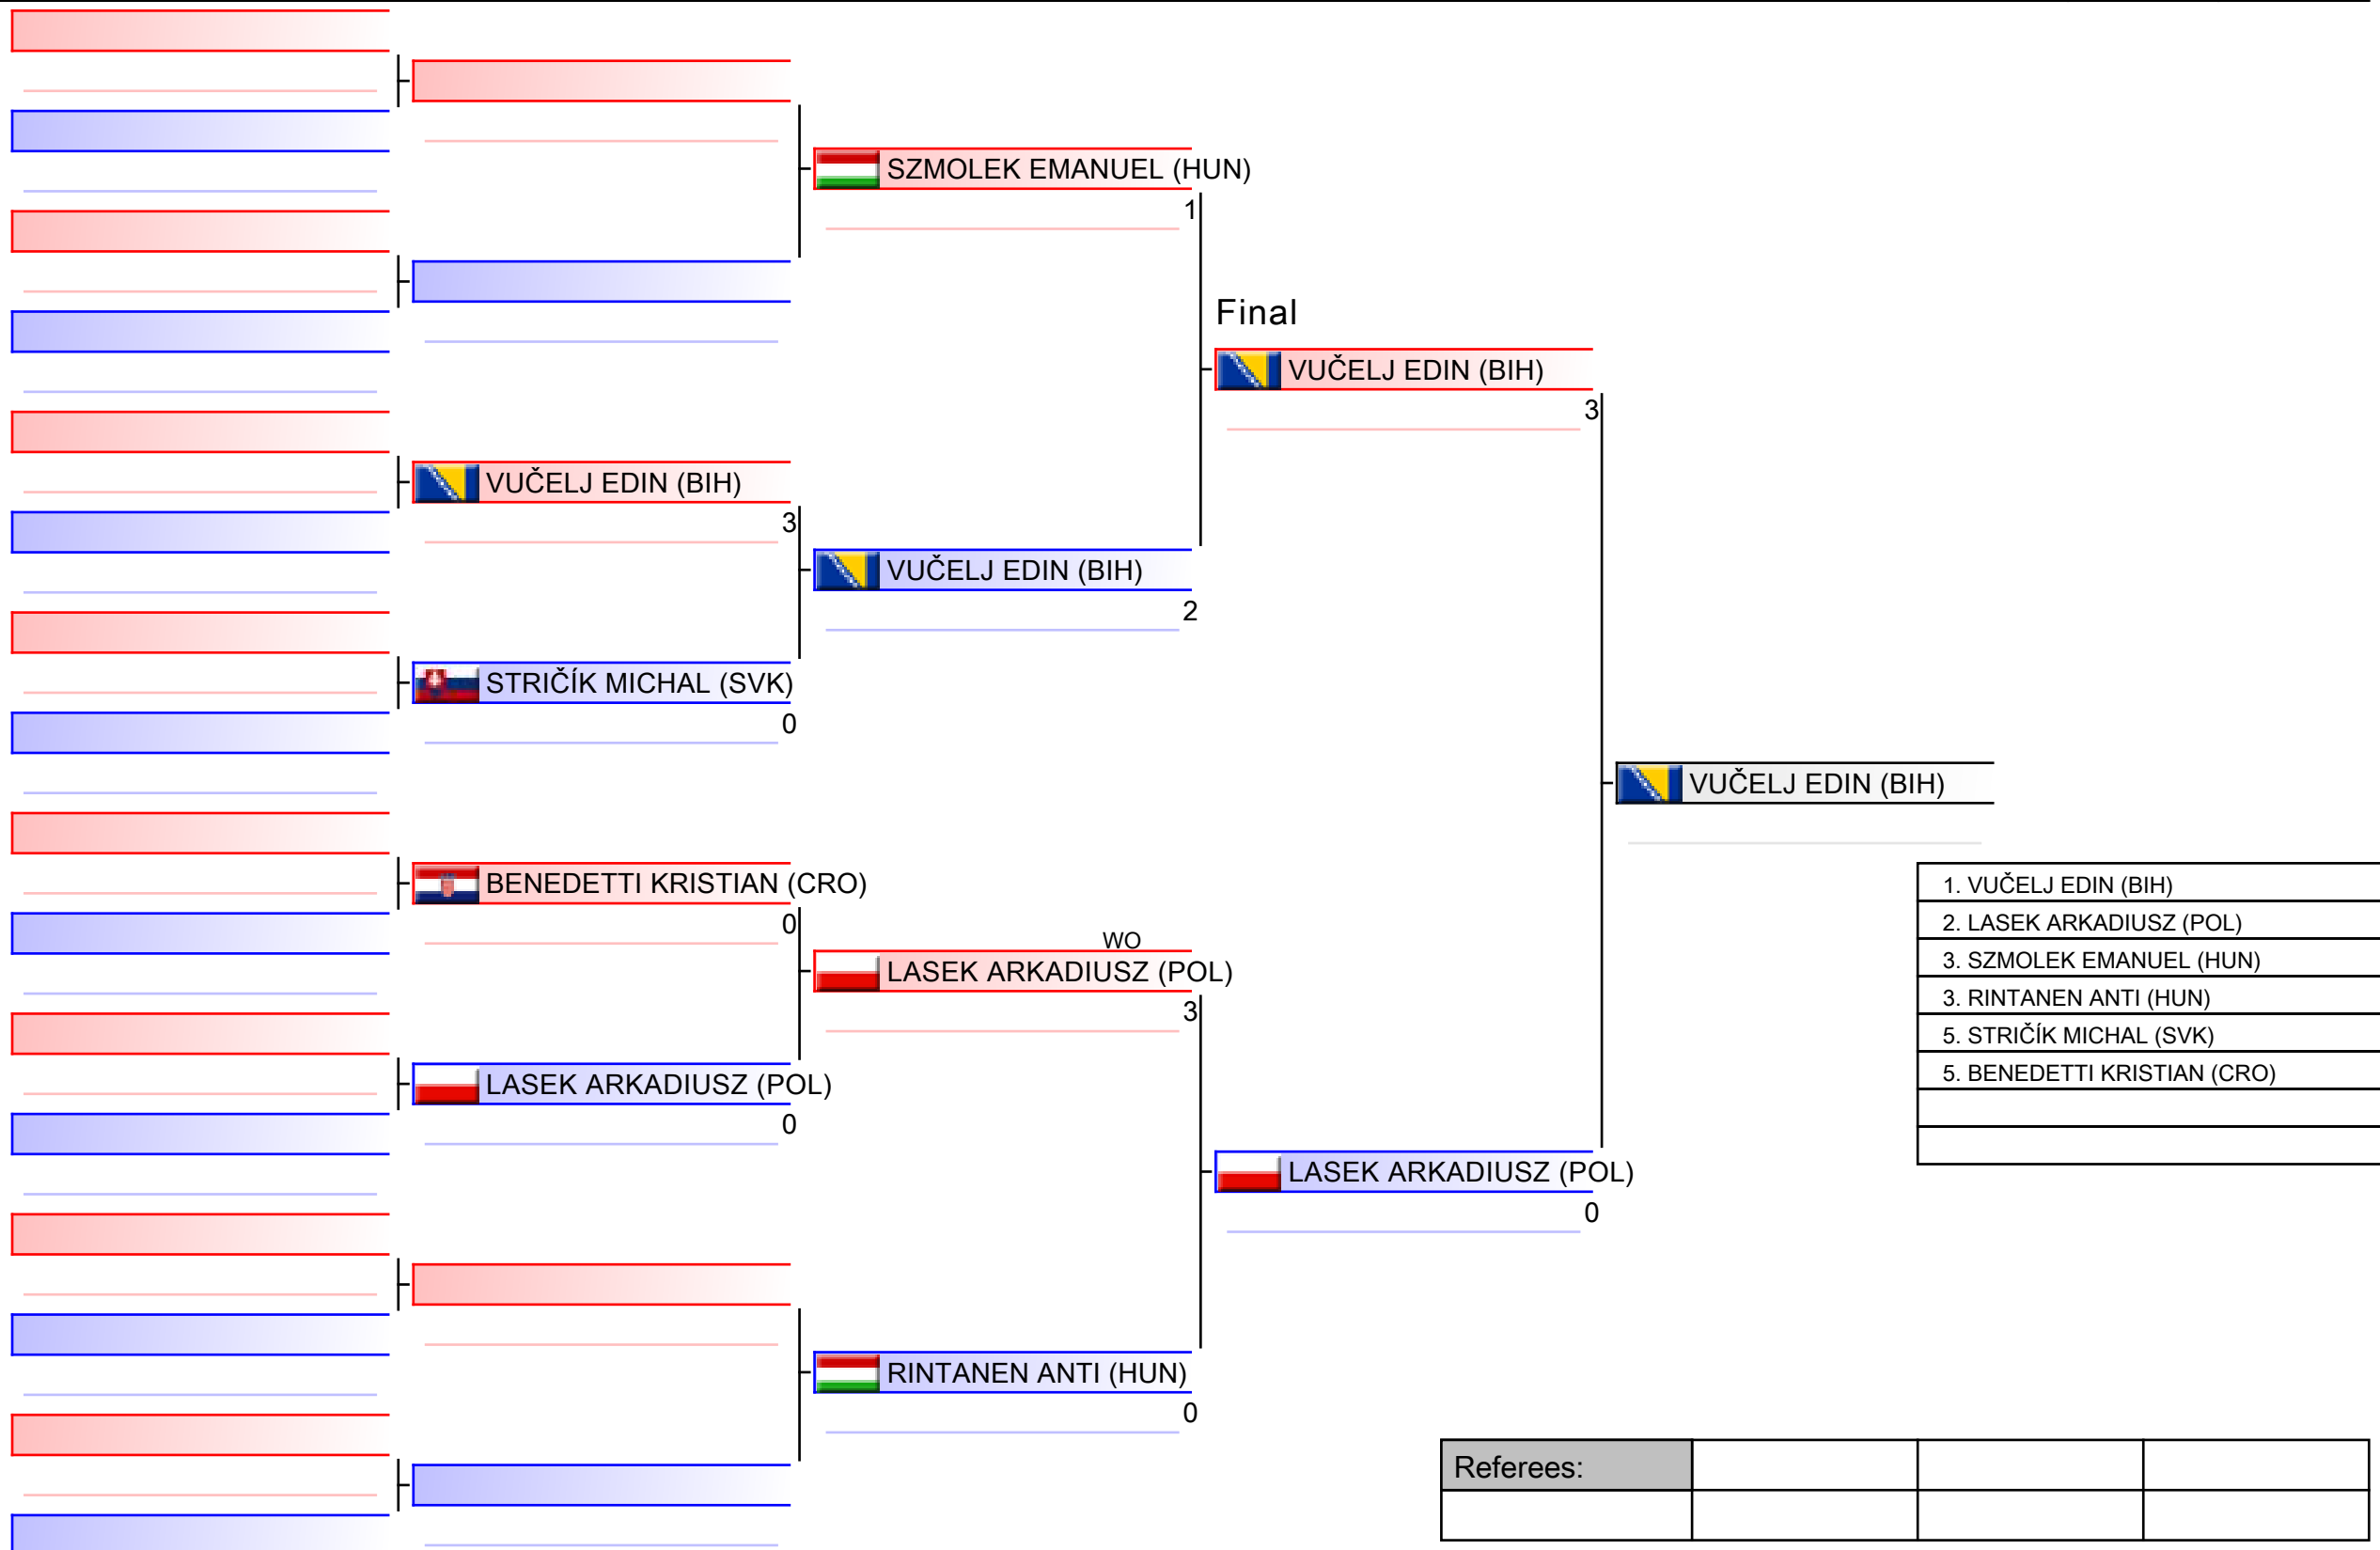 SZMOLEK EMANUEL (HUN)
1
Final
VUČELJ EDIN (BIH)
3
VUČELJ EDIN (BIH)
3
VUČELJ EDIN (BIH)
2
STRIČÍK MICHAL (SVK)
0
VUČELJ EDIN (BIH)
BENEDETTI KRISTIAN (CRO)
0
WO
LASEK ARKADIUSZ (POL)
3
LASEK ARKADIUSZ (POL)
0
LASEK ARKADIUSZ (POL)
0
RINTANEN ANTI (HUN)
0
1. VUČELJ EDIN (BIH)
2. LASEK ARKADIUSZ (POL)
3. SZMOLEK EMANUEL (HUN)
3. RINTANEN ANTI (HUN)
5. STRIČÍK MICHAL (SVK)
5. BENEDETTI KRISTIAN (CRO)
Referees: